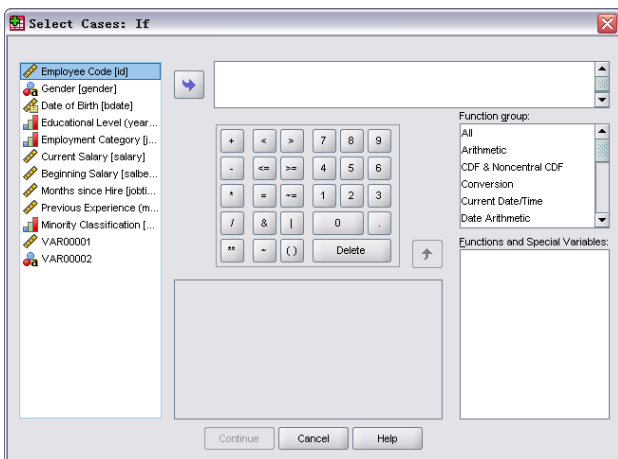 Select Cases: If
Employee Code [id]
Gender [gender]
Date of Birth [bdate]
Educational Level (year...
Employment Category [j...
Current Salary [salary]
Beginning Salary [salbe...
Months since Hire [jobti...
Previous Experience (m...
Minority Classification [...
VAR00001
VAR00002
+ < > 7 8 9
- <= >= 4 5 6
* = ~= 1 2 3
/ & | 0 .
** ~ ( ) Delete
Function group:
All
Arithmetic
CDF & Noncentral CDF
Conversion
Current Date/Time
Date Arithmetic
Functions and Special Variables:
Continue Cancel Help